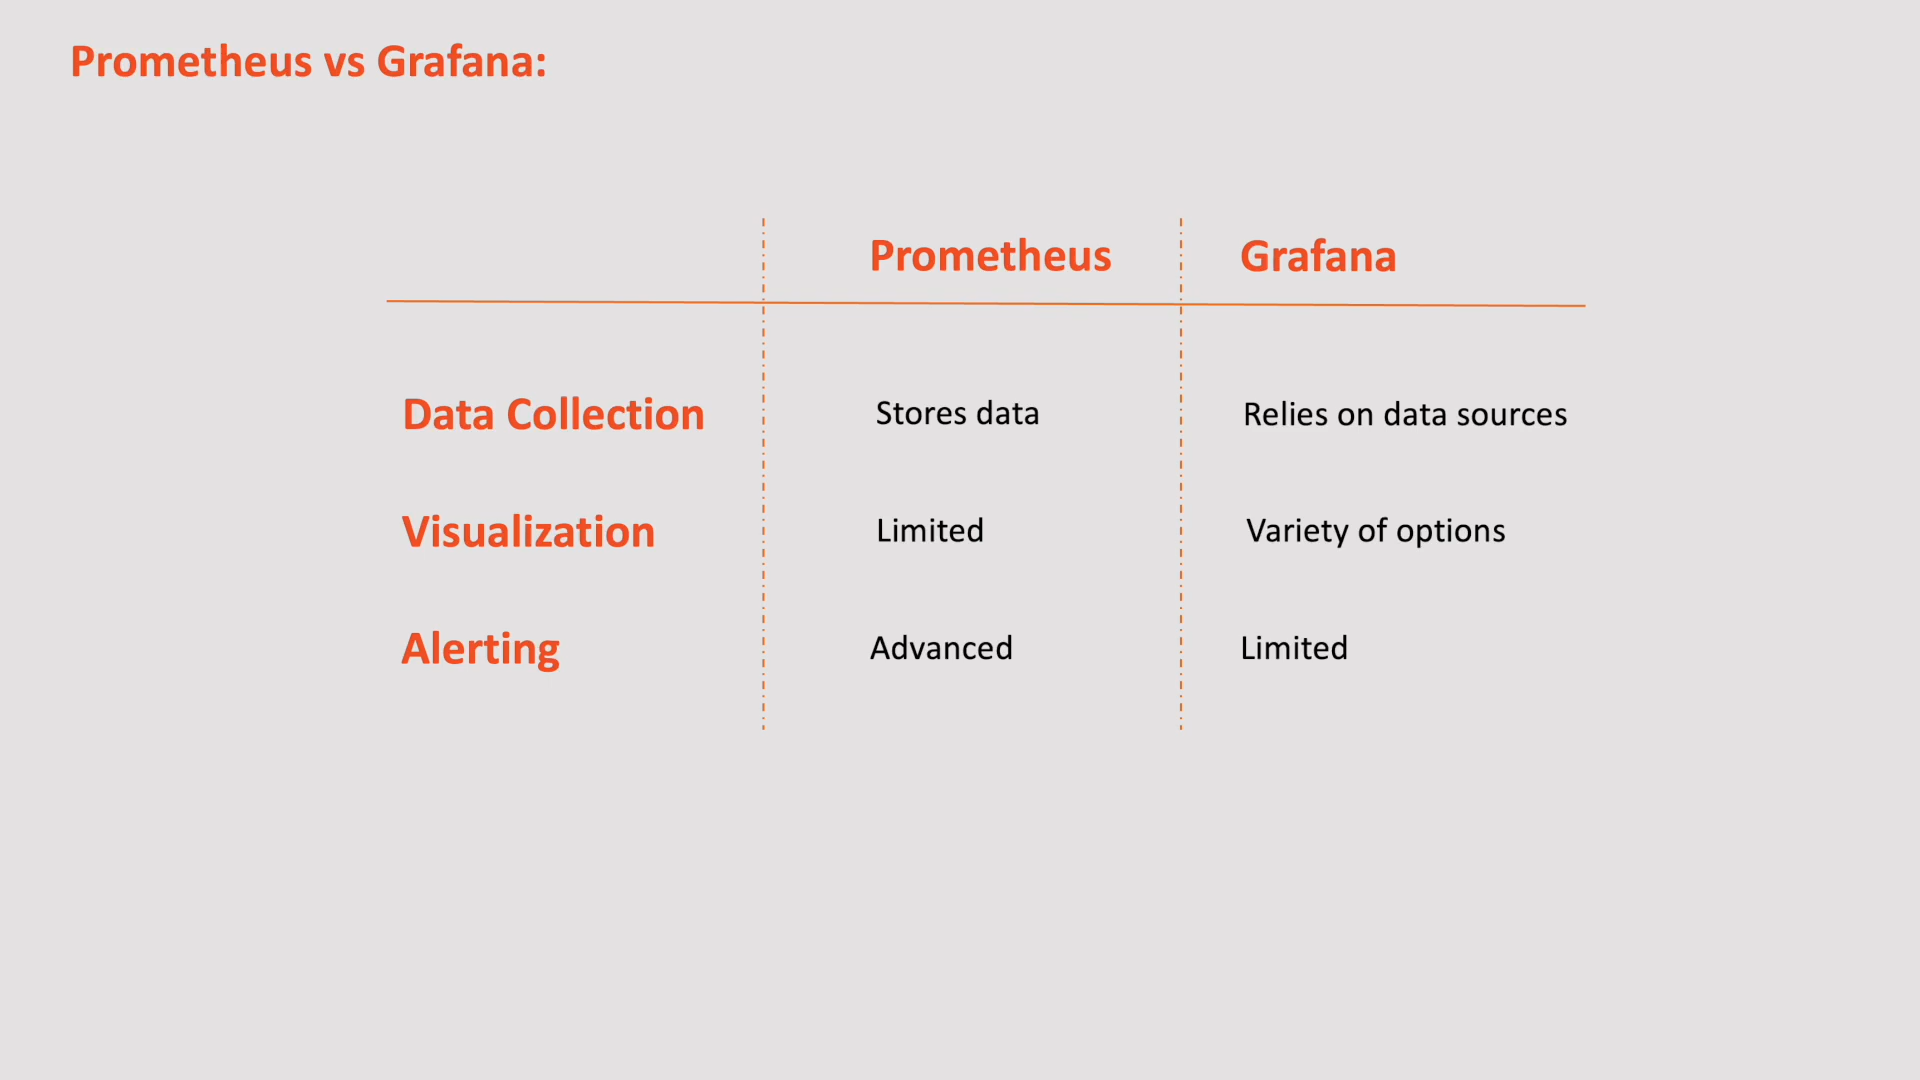 Prometheus vs Grafana:
Prometheus Grafana
Data Collection Stores data Relies on data sources
Visualization Limited Variety of options
Alerting Advanced Limited